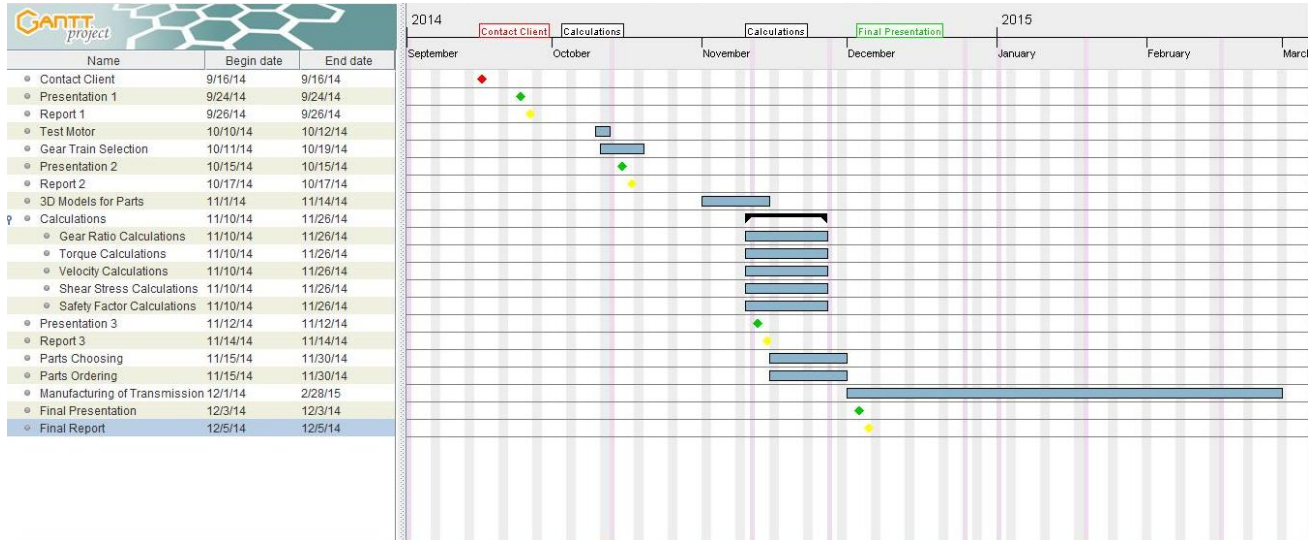 GANTT
project
2014
2015
Contact Client
Calculations
Calculations
Final Presentation
September
October
November
December
January
February
March
Name Begin date End date
Contact Client 9/16/14 9/16/14
Presentation 1 9/24/14 9/24/14
Report 1 9/26/14 9/26/14
Test Motor 10/10/14 10/12/14
Gear Train Selection 10/11/14 10/19/14
Presentation 2 10/15/14 10/15/14
Report 2 10/17/14 10/17/14
3D Models for Parts 11/1/14 11/14/14
Calculations 11/10/14 11/26/14
Gear Ratio Calculations 11/10/14 11/26/14
Torque Calculations 11/10/14 11/26/14
Velocity Calculations 11/10/14 11/26/14
Shear Stress Calculations 11/10/14 11/26/14
Safety Factor Calculations 11/10/14 11/26/14
Presentation 3 11/12/14 11/12/14
Report 3 11/14/14 11/14/14
Parts Choosing 11/15/14 11/30/14
Parts Ordering 11/15/14 11/30/14
Manufacturing of Transmission 12/1/14 2/28/15
Final Presentation 12/3/14 12/3/14
Final Report 12/5/14 12/5/14